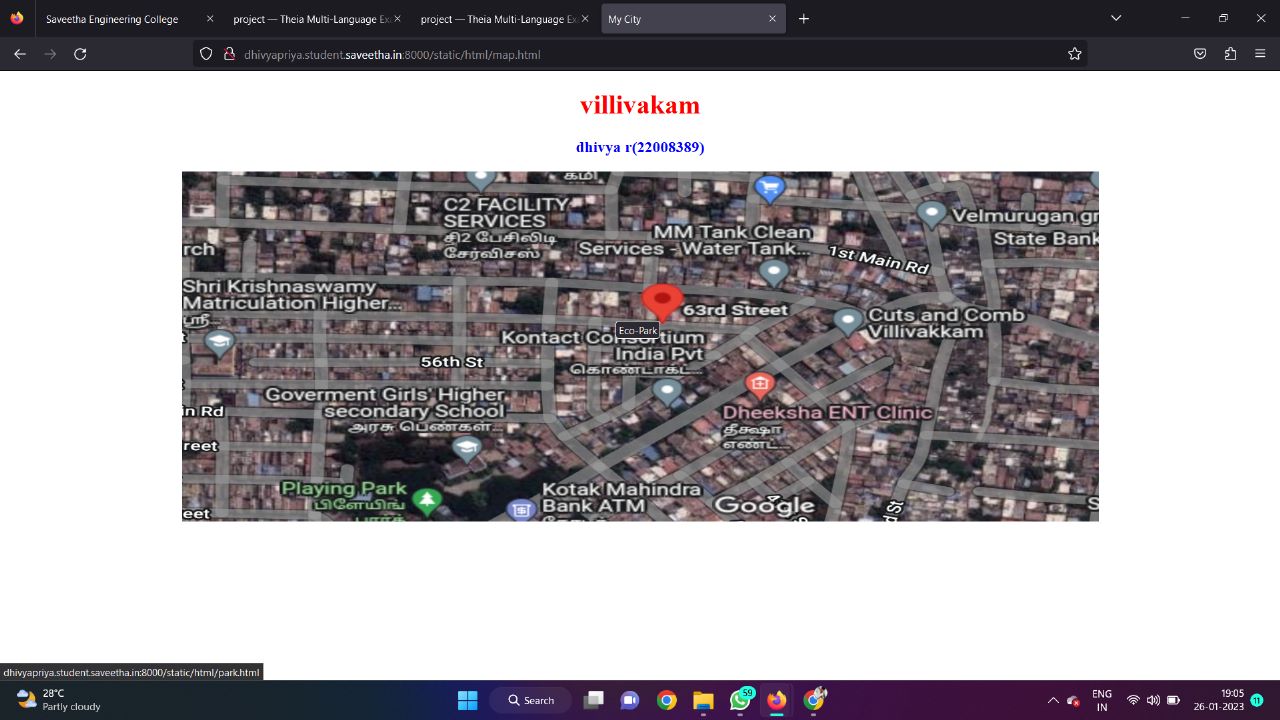 Saveetha Engineering College
project — Theia Multi-Language Ex
project — Theia Multi-Language Ex
My City
dhivyapriya.student.saveetha.in:8000/static/html/map.html
villivakam
dhivya r(22008389)
C2 FACILITY
SERVICES
சி2 பேசிலிடி
சேர்விசஸ்
MM Tank Clean
Services - Water Tank...
Velmurugan gr
State Bank
rch
1st Main Rd
Shri Krishnaswamy
Matriculation Higher...
ஸ்ரீ...
63rd Street
Eco-Park
Cuts and Comb
Villivakkam
Kontact Consortium
India Pvt
கொண்டாகட்...
56th St
Goverment Girls' Higher
secondary School
அரசு பெண்கள்...
in Rd
Dheeksha ENT Clinic
தீக்ஷா
எண்ட்...
reet
Playing Park
பிளேயிங்
பார்க்
Kotak Mahindra
Bank ATM
Google
eet
dhivyapriya.student.saveetha.in:8000/static/html/park.html
28°C
Partly cloudy
Search
59
ENG
IN
19:05
26-01-2023
11